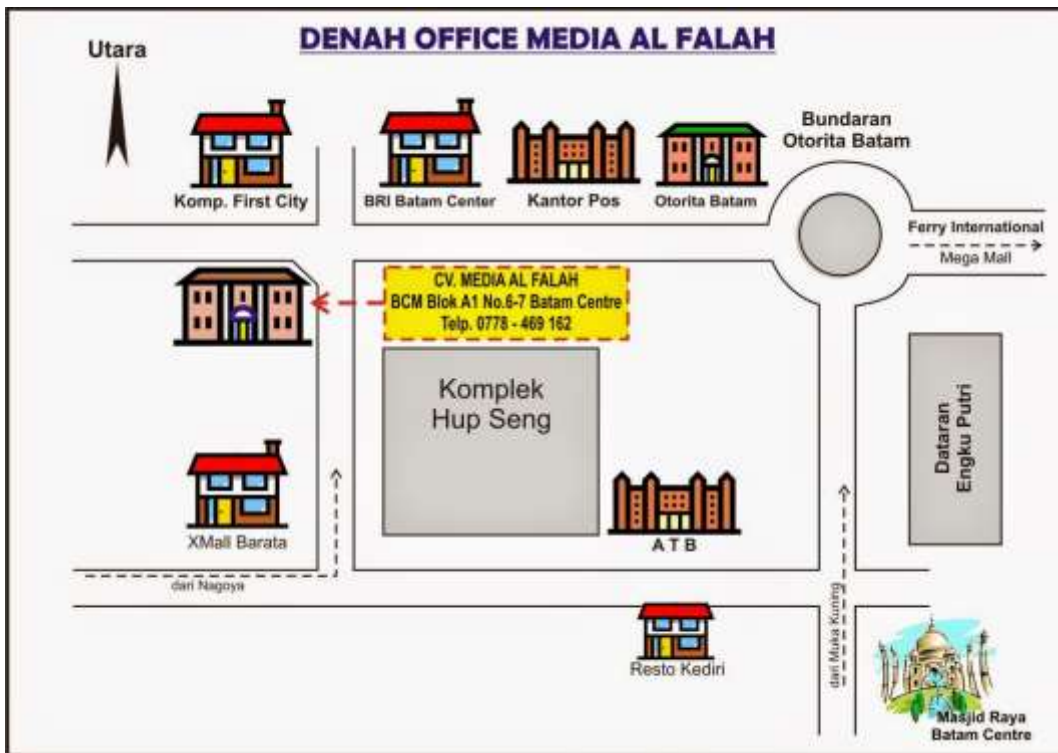 DENAH OFFICE MEDIA AL FALAH
Utara
Bundaran
Otorita Batam
Komp. First City
BRI Batam Center
Kantor Pos
Otorita Batam
Ferry International
Mega Mall
CV. MEDIA AL FALAH
BCM Blok A1 No.6-7 Batam Centre
Telp. 0778 - 469 162
Komplek
Hup Seng
Dataran
Engku Putri
XMall Barata
A T B
dari Nagoya
dari Muka Kuning
Resto Kediri
Masjid Raya
Batam Centre